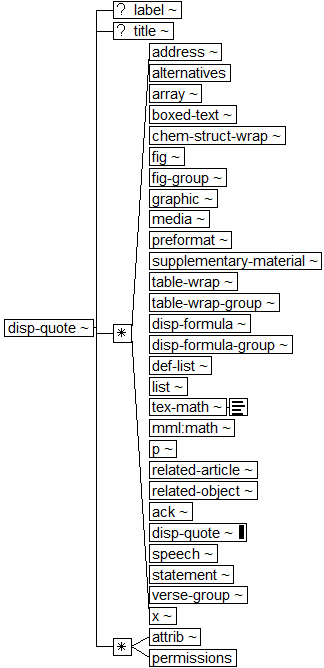 ? label ~
? title ~
address ~
alternatives
array ~
boxed-text ~
chem-struct-wrap ~
fig ~
fig-group ~
graphic ~
media ~
preformat ~
supplementary-material ~
table-wrap ~
table-wrap-group ~
disp-formula ~
disp-quote ~
*
disp-formula-group ~
def-list ~
list ~
tex-math ~
mml:math ~
p ~
related-article ~
related-object ~
ack ~
disp-quote ~
speech ~
statement ~
verse-group ~
x ~
* attrib ~
permissions